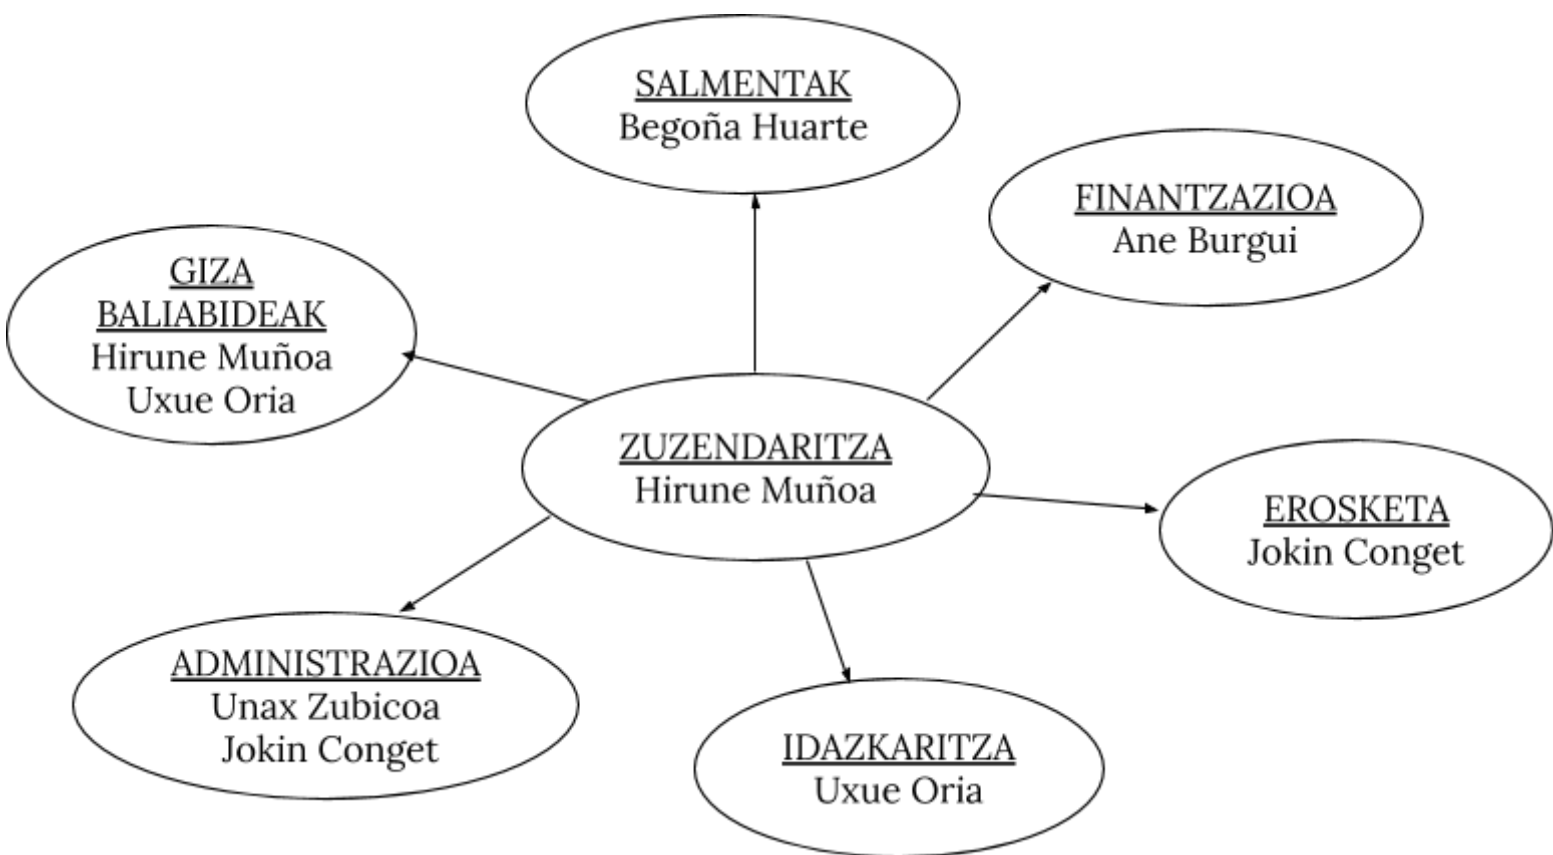 SALMENTAK
Begoña Huarte
FINANTZAZIOA
Ane Burgui
GIZA
BALIABIDEAK
Hirune Muñoa
Uxue Oria
ZUZENDARITZA
Hirune Muñoa
EROSKETA
Jokin Conget
ADMINISTRAZIOA
Unax Zubicoa
Jokin Conget
IDAZKARITZA
Uxue Oria